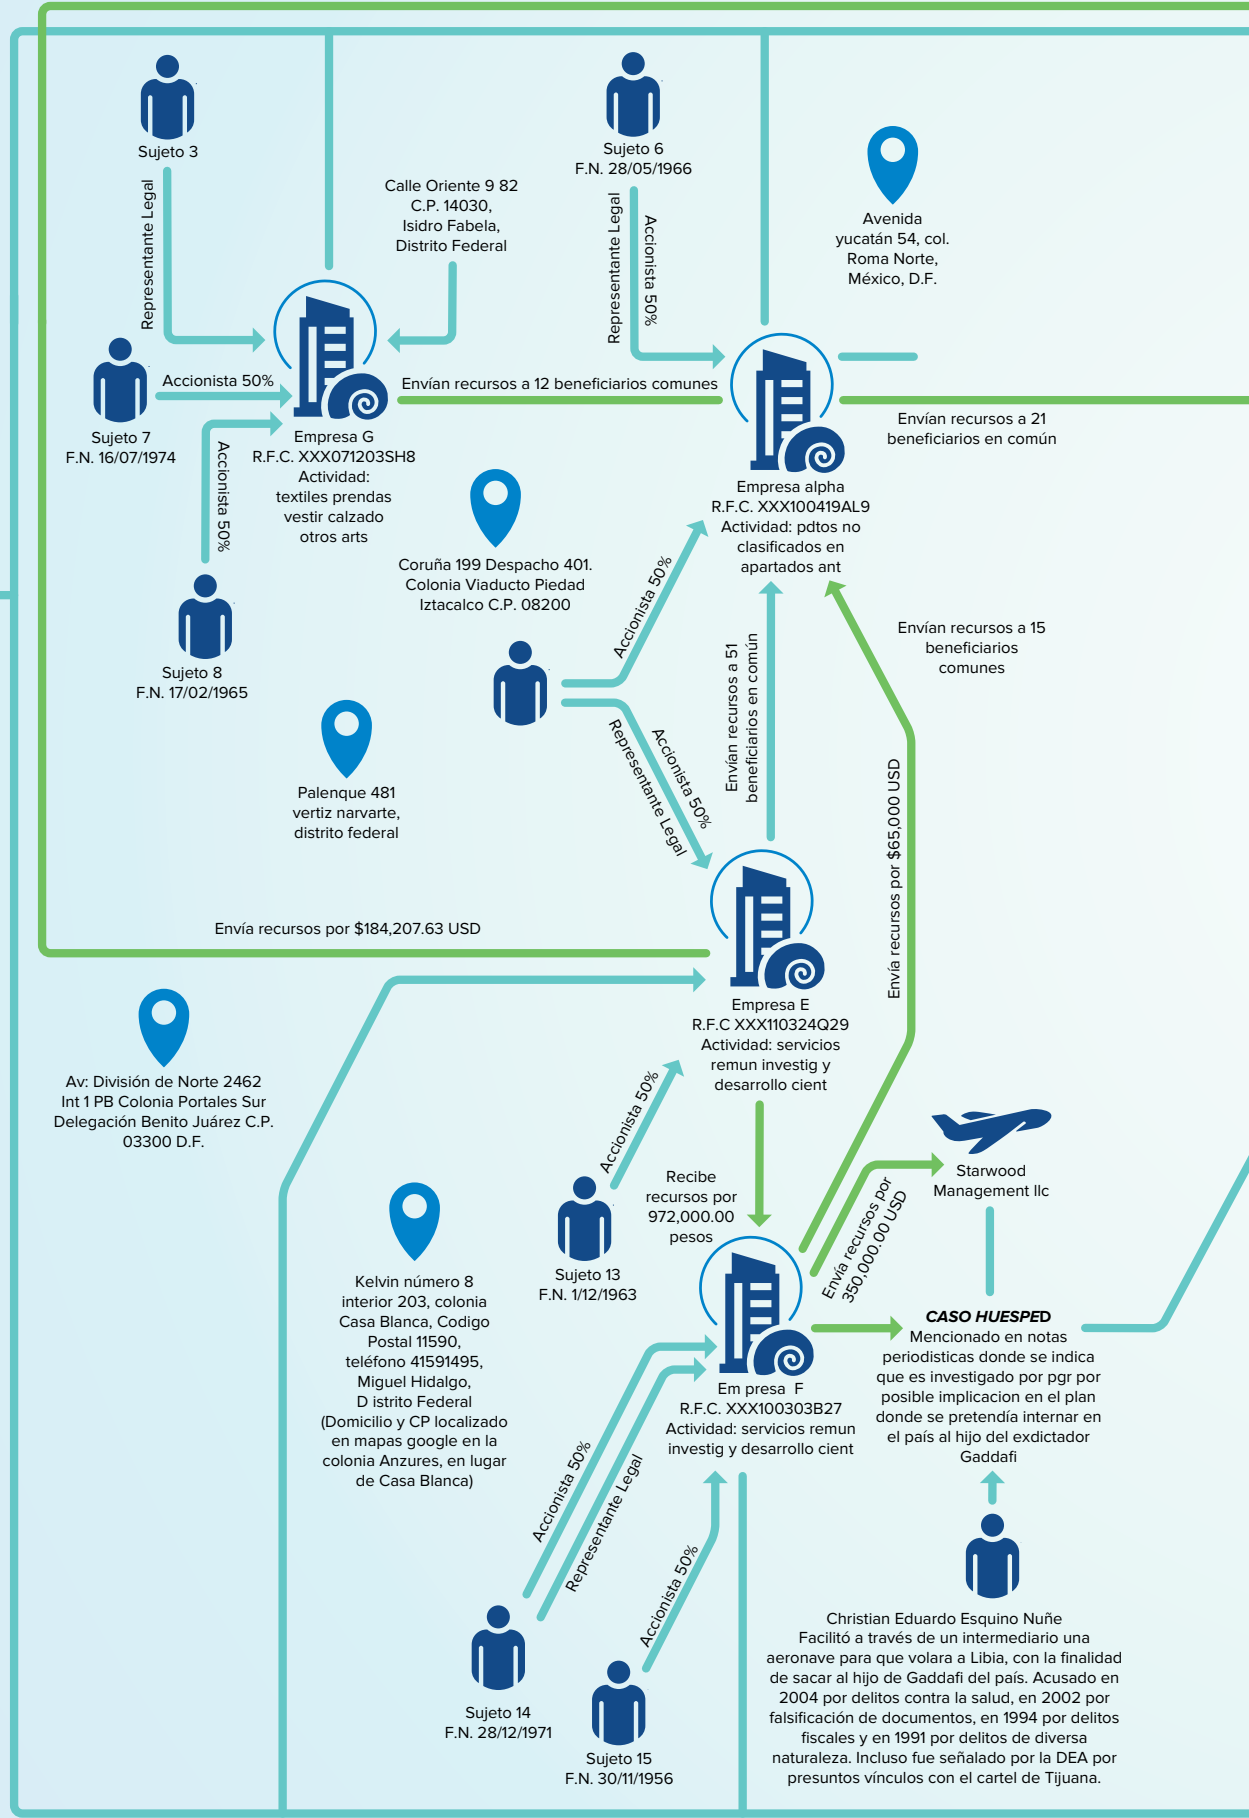 Sujeto 3
Representante Legal
Calle Oriente 9 82
C.P. 14030,
Isidro Fabela,
Distrito Federal
Sujeto 6
F.N. 28/05/1966
Representante Legal
Accionista 50%
Avenida
yucatán 54, col.
Roma Norte,
México, D.F.
Sujeto 7
F.N. 16/07/1974
Accionista 50%
Envían recursos a 12 beneficiarios comunes
Envían recursos a 21
beneficiarios en común
Empresa G
R.F.C. XXX071203SH8
Actividad:
textiles prendas
vestir calzado
otros arts
Accionista 50%
Sujeto 8
F.N. 17/02/1965
Empresa alpha
R.F.C. XXX100419AL9
Actividad: pdtos no
clasificados en
apartados ant
Coruña 199 Despacho 401.
Colonia Viaducto Piedad
Iztacalco C.P. 08200
Accionista 50%
Envían recursos a 15
beneficiarios
comunes
Envían recursos a 51
beneficiarios en común
Accionista 50%
Representante Legal
Palenque 481
vertiz narvarte,
distrito federal
Envía recursos por $65,000 USD
Envía recursos por $184,207.63 USD
Empresa E
R.F.C XXX110324Q29
Actividad: servicios
remun investig y
desarrollo cient
Av: División de Norte 2462
Int 1 PB Colonia Portales Sur
Delegación Benito Juárez C.P.
03300 D.F.
Accionista 50%
Sujeto 13
F.N. 1/12/1963
Recibe
recursos por
972,000.00
pesos
Starwood
Management llc
Envía recursos por
350,000.00 USD
Kelvin número 8
interior 203, colonia
Casa Blanca, Codigo
Postal 11590,
teléfono 41591495,
Miguel Hidalgo,
D istrito Federal
(Domicilio y CP localizado
en mapas google en la
colonia Anzures, en lugar
de Casa Blanca)
Em presa F
R.F.C. XXX100303B27
Actividad: servicios remun
investig y desarrollo cient
CASO HUESPED
Mencionado en notas
periodisticas donde se indica
que es investigado por pgr por
posible implicacion en el plan
donde se pretendía internar en
el país al hijo del exdictador
Gaddafi
Accionista 50%
Representante Legal
Accionista 50%
Sujeto 14
F.N. 28/12/1971
Sujeto 15
F.N. 30/11/1956
Christian Eduardo Esquino Nuñe
Facilitó a través de un intermediario una
aeronave para que volara a Libia, con la finalidad
de sacar al hijo de Gaddafi del país. Acusado en
2004 por delitos contra la salud, en 2002 por
falsificación de documentos, en 1994 por delitos
fiscales y en 1991 por delitos de diversa
naturaleza. Incluso fue señalado por la DEA por
presuntos vínculos con el cartel de Tijuana.